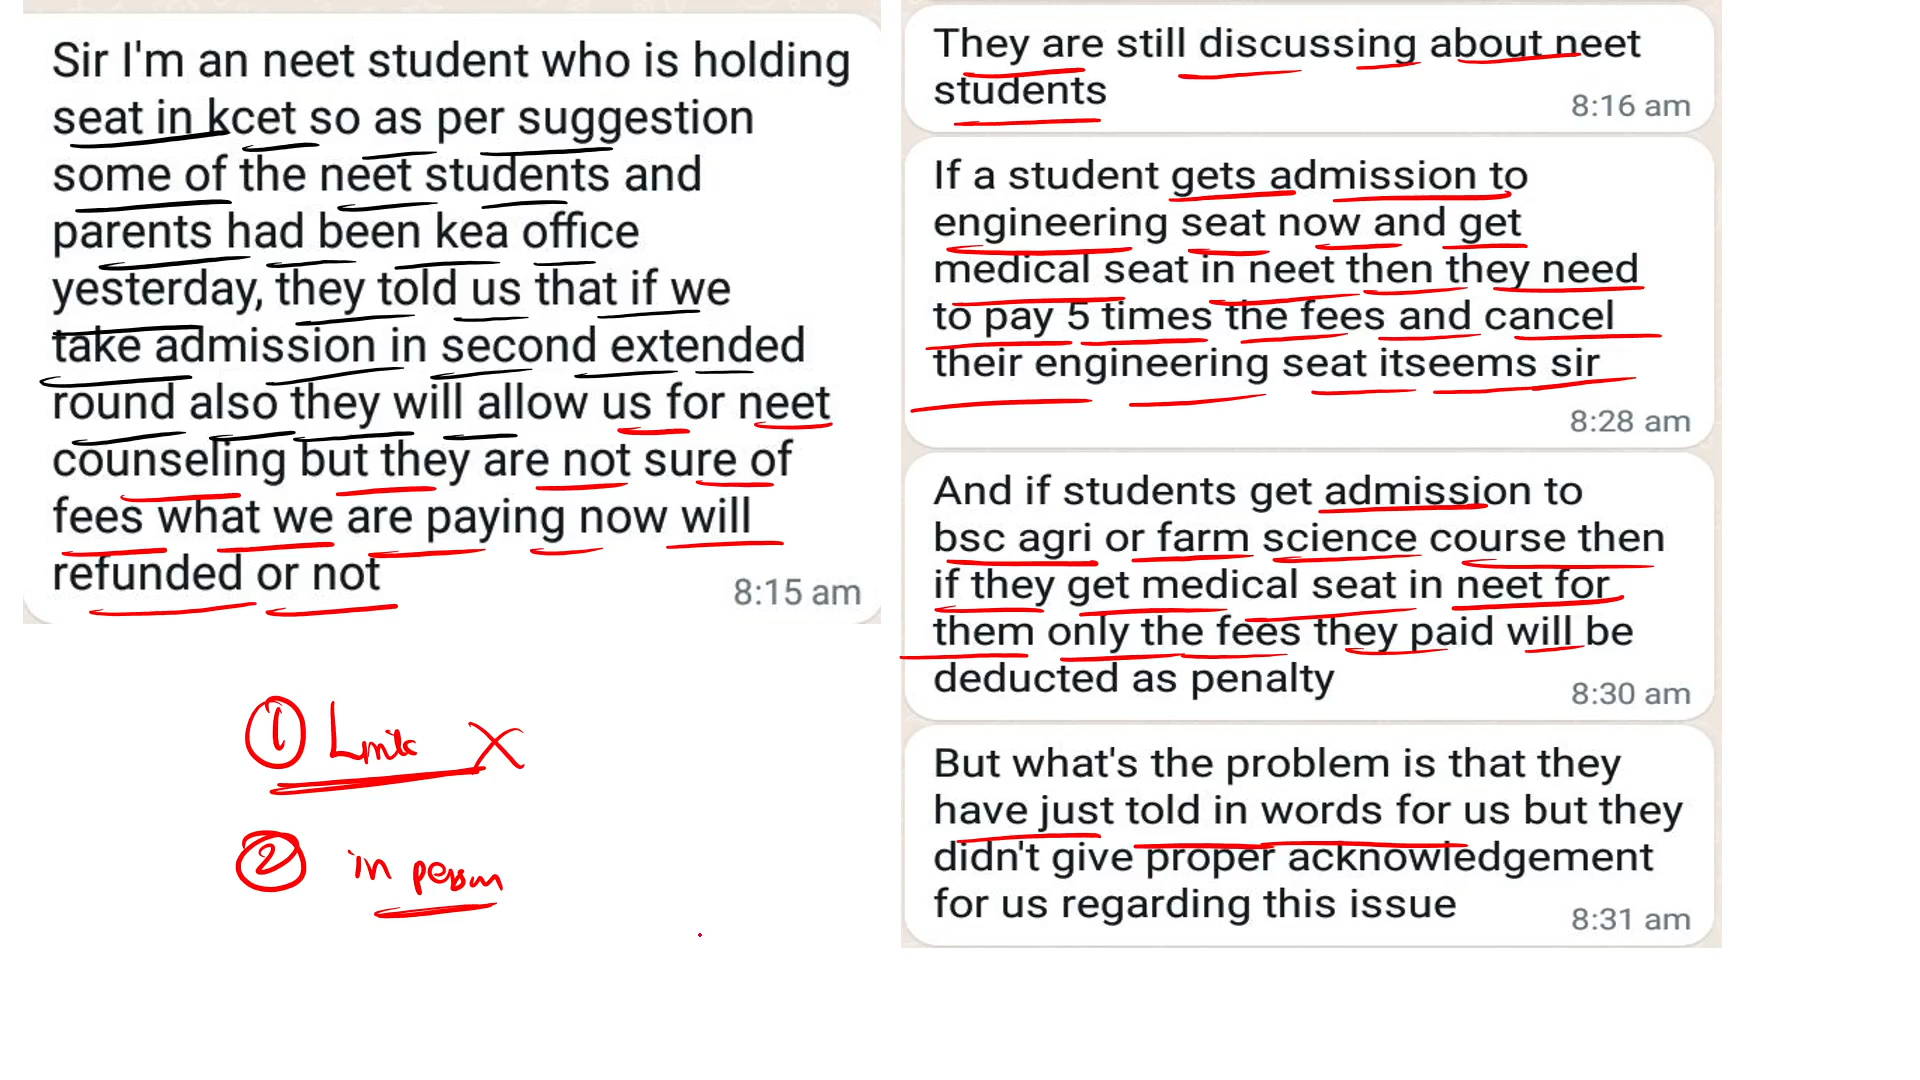 Sir I'm an neet student who is holding
seat in kcet so as per suggestion
some of the neet students and
parents had been kea office
yesterday, they told us that if we
take admission in second extended
round also they will allow us for neet
counseling but they are not sure of
fees what we are paying now will
refunded or not
8:15 am
1
X
2 in person
They are still discussing about neet
students
8:16 am
If a student gets admission to
engineering seat now and get
medical seat in neet then they need
to pay 5 times the fees and cancel
their engineering seat itseems sir
8:28 am
And if students get admission to
bsc agri or farm science course then
if they get medical seat in neet for
them only the fees they paid will be
deducted as penalty
8:30 am
But what's the problem is that they
have just told in words for us but they
didn't give proper acknowledgement
for us regarding this issue
8:31 am